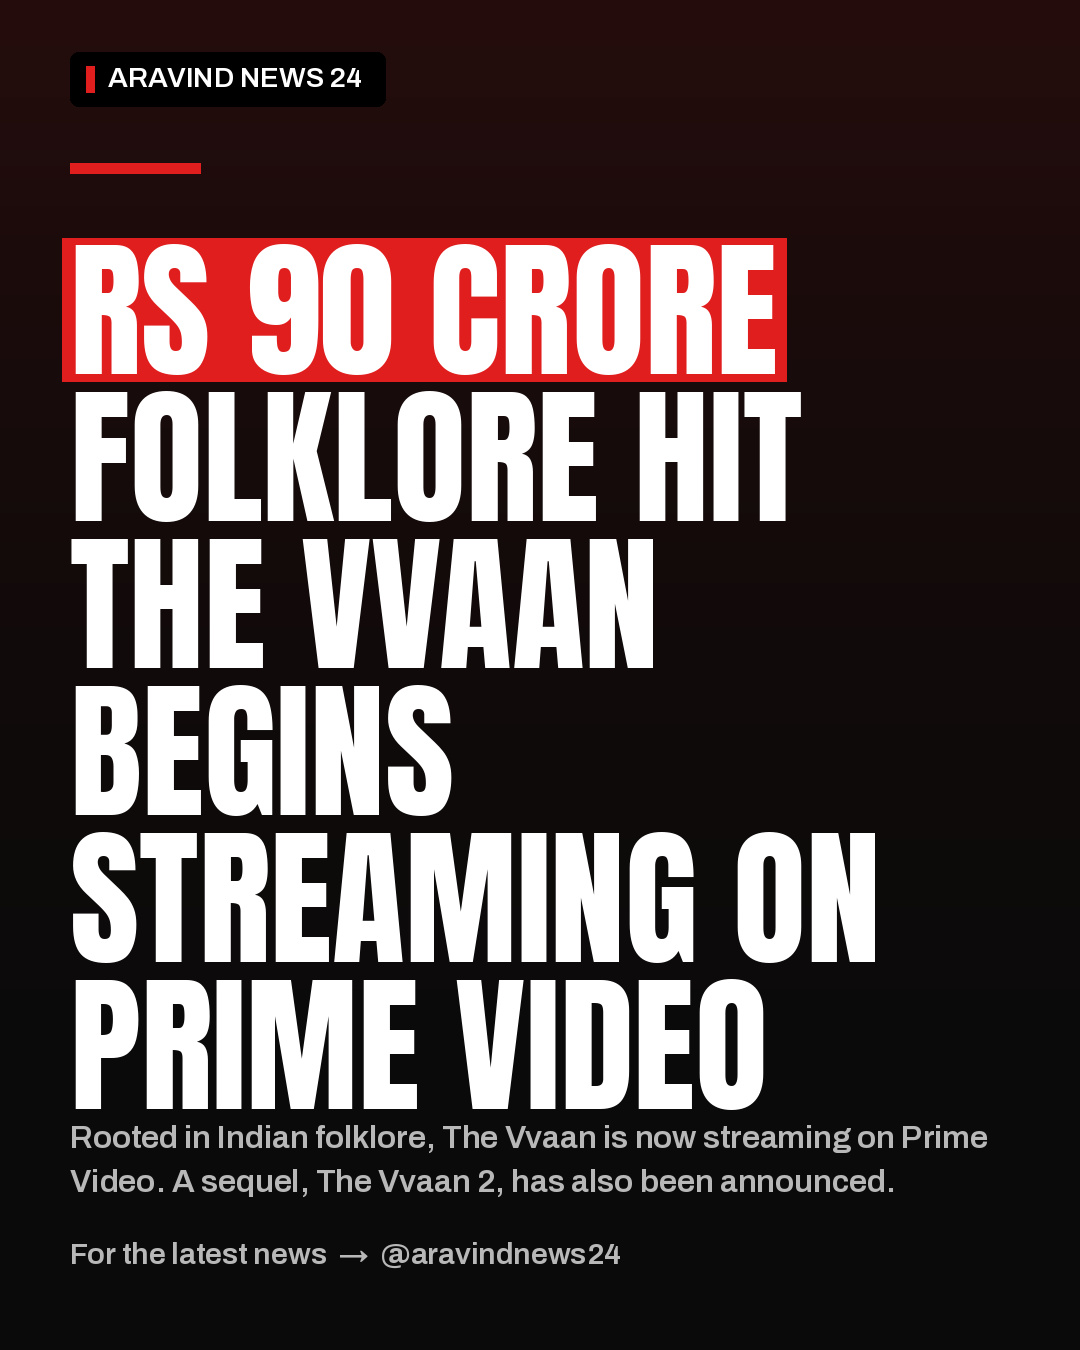 ARAVIND NEWS 24
RS 90 CRORE
FOLKLORE HIT
THE VVAAN
BEGINS
STREAMING ON
PRIME VIDEO
Rooted in Indian folklore, The Vvaan is now streaming on Prime
Video. A sequel, The Vvaan 2, has also been announced.
For the latest news → @aravindnews24